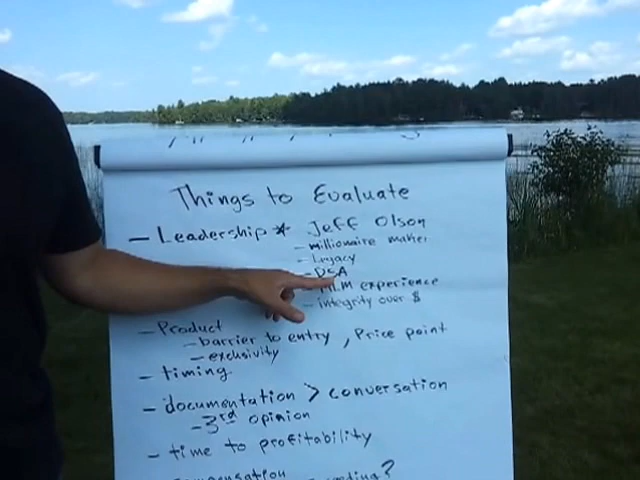 Things to Evaluate
- Leadership * Jeff Olson
- millionaire maker
- Legacy
- DSA
- MLM experience
- integrity over $
- Product
- barrier to entry, Price point
- exclusivity
- timing
- documentation > conversation
- 3rd opinion
- time to profitability